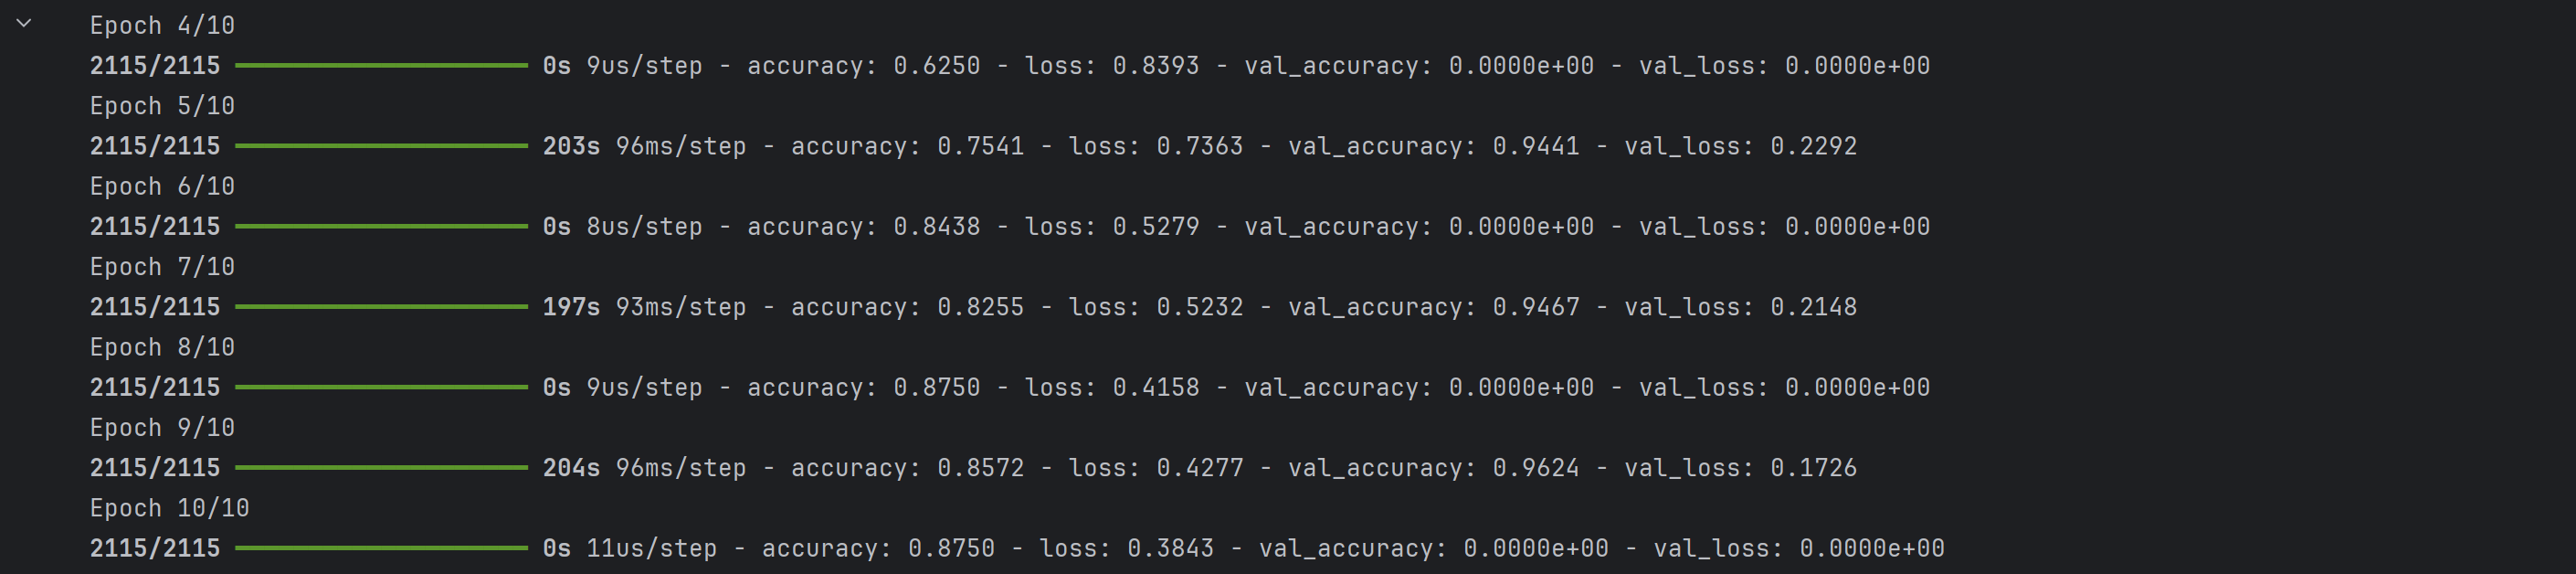 Epoch 4/10
2115/2115 ━━━━━━━━━━━━━━━━━━━━ 0s 9us/step - accuracy: 0.6250 - loss: 0.8393 - val_accuracy: 0.0000e+00 - val_loss: 0.0000e+00
Epoch 5/10
2115/2115 ━━━━━━━━━━━━━━━━━━━━ 203s 96ms/step - accuracy: 0.7541 - loss: 0.7363 - val_accuracy: 0.9441 - val_loss: 0.2292
Epoch 6/10
2115/2115 ━━━━━━━━━━━━━━━━━━━━ 0s 8us/step - accuracy: 0.8438 - loss: 0.5279 - val_accuracy: 0.0000e+00 - val_loss: 0.0000e+00
Epoch 7/10
2115/2115 ━━━━━━━━━━━━━━━━━━━━ 197s 93ms/step - accuracy: 0.8255 - loss: 0.5232 - val_accuracy: 0.9467 - val_loss: 0.2148
Epoch 8/10
2115/2115 ━━━━━━━━━━━━━━━━━━━━ 0s 9us/step - accuracy: 0.8750 - loss: 0.4158 - val_accuracy: 0.0000e+00 - val_loss: 0.0000e+00
Epoch 9/10
2115/2115 ━━━━━━━━━━━━━━━━━━━━ 204s 96ms/step - accuracy: 0.8572 - loss: 0.4277 - val_accuracy: 0.9624 - val_loss: 0.1726
Epoch 10/10
2115/2115 ━━━━━━━━━━━━━━━━━━━━ 0s 11us/step - accuracy: 0.8750 - loss: 0.3843 - val_accuracy: 0.0000e+00 - val_loss: 0.0000e+00